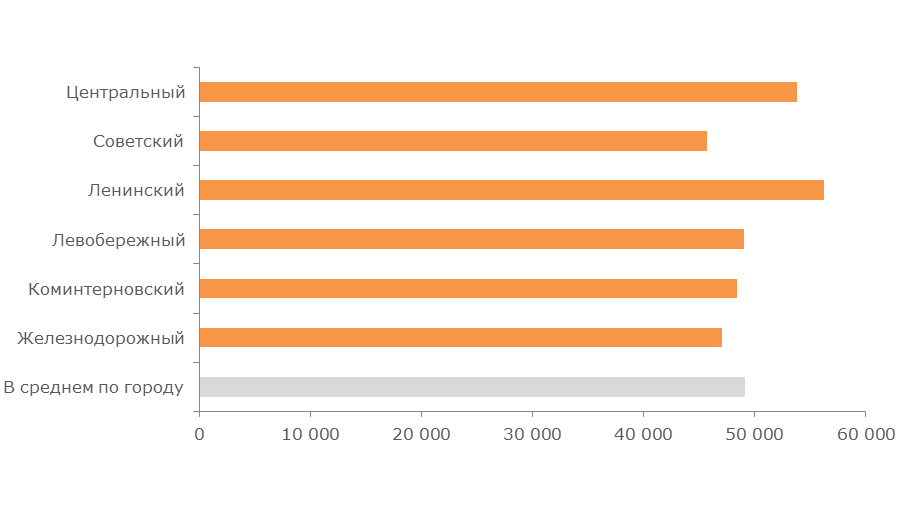 Центральный
Советский
Ленинский
Левобережный
Коминтерновский
Железнодорожный
В среднем по городу
0 10 000 20 000 30 000 40 000 50 000 60 000